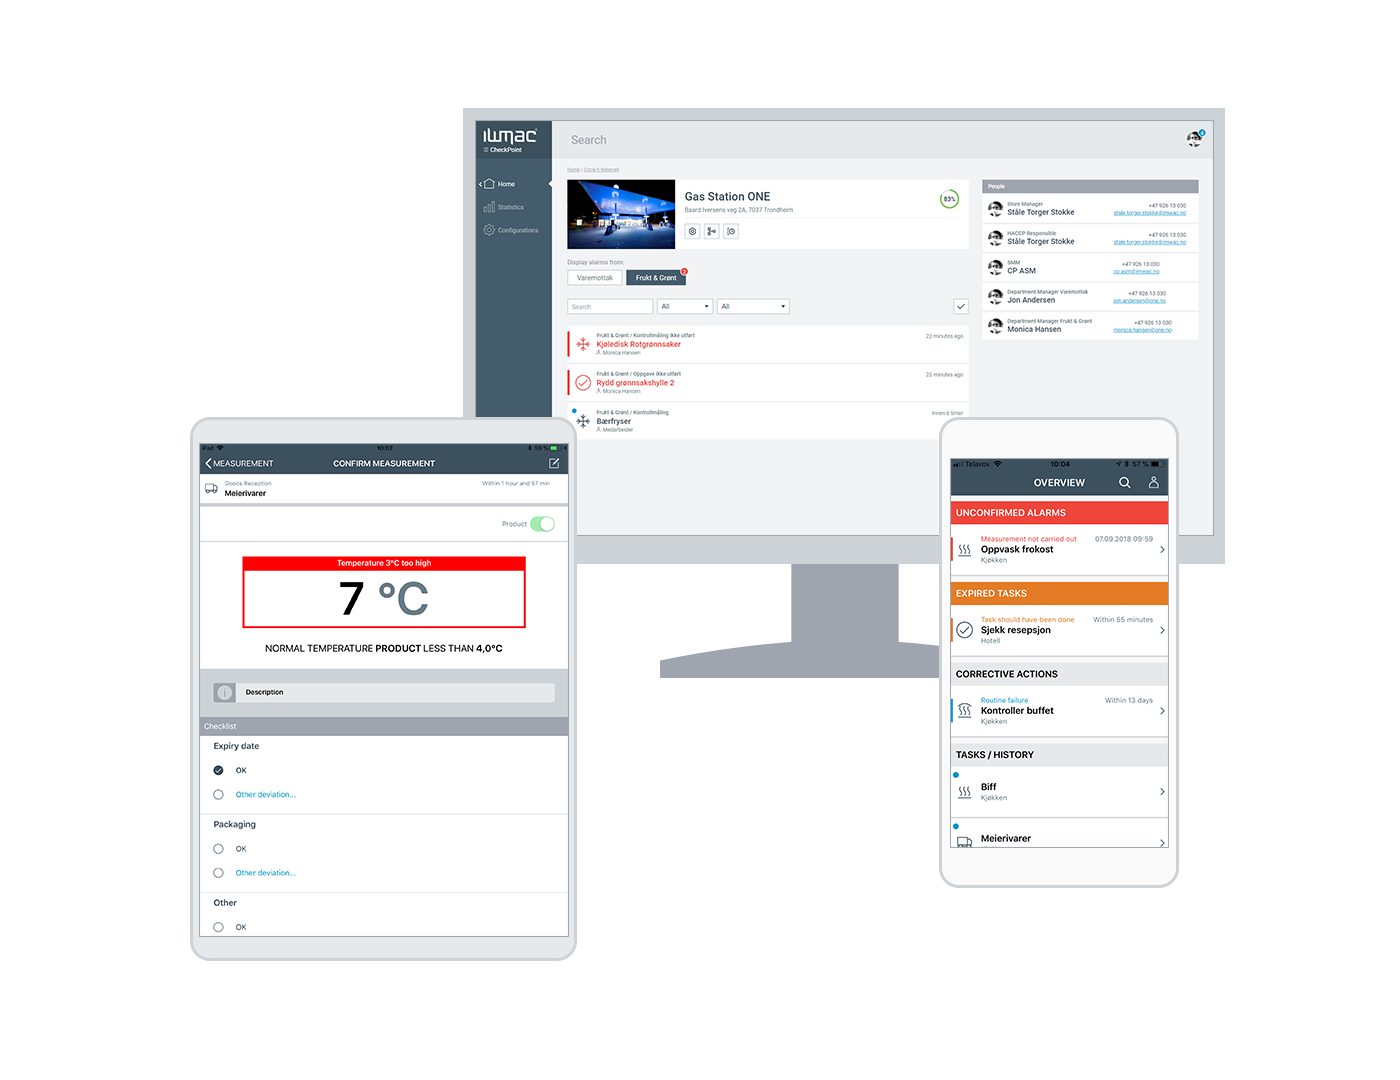 iwmac
CheckPoint
Search
4
Home
Statistics
Configurations
Home / Circle K Nidarvoll
Gas Station ONE
Baard Iversens veg 2A, 7037 Trondheim
83%
Display alarms from:
Varemottak
Frukt & Grønt
2
Search
All
All
Frukt & Grønt / Kontrollmåling ikke utført
Kjøledisk Rotgrønnsaker
Monica Hansen
22 minutes ago
Frukt & Grønt / Oppgave ikke utført
Rydd grønnsakshylle 2
Monica Hansen
22 minutes ago
Frukt & Grønt / Kontrollmåling
Bærfryser
Medarbeider
Innen 6 timer
People
Store Manager
Ståle Torger Stokke
+47 926 13 030
stale.torger.stokke@imwac.no
HACCP Responsible
Ståle Torger Stokke
+47 926 13 030
stale.torger.stokke@imwac.no
SMM
CP ASM
+47 926 13 030
cp.asm@imwac.no
Department Manager Varemottak
Jon Andersen
+47 926 13 030
jon.andersen@one.no
Department Manager Frukt & Grønt
Monica Hansen
+47 926 13 030
monica.hansen@one.no
iPad
10:02
59 %
MEASUREMENT
CONFIRM MEASUREMENT
Goods Reception
Meierivarer
Within 1 hour and 57 min
Product
Temperature 3°C too high
7 °C
NORMAL TEMPERATURE PRODUCT LESS THAN 4,0°C
Description
Checklist
Expiry date
OK
Other deviation...
Packaging
OK
Other deviation...
Other
OK
Telavox
10:04
57 %
OVERVIEW
UNCONFIRMED ALARMS
Measurement not carried out
07.09.2018 09:59
Oppvask frokost
Kjøkken
EXPIRED TASKS
Task should have been done
Within 55 minutes
Sjekk resepsjon
Hotell
CORRECTIVE ACTIONS
Routine failure
Within 13 days
Kontroller buffet
Kjøkken
TASKS / HISTORY
Biff
Kjøkken
Meierivarer